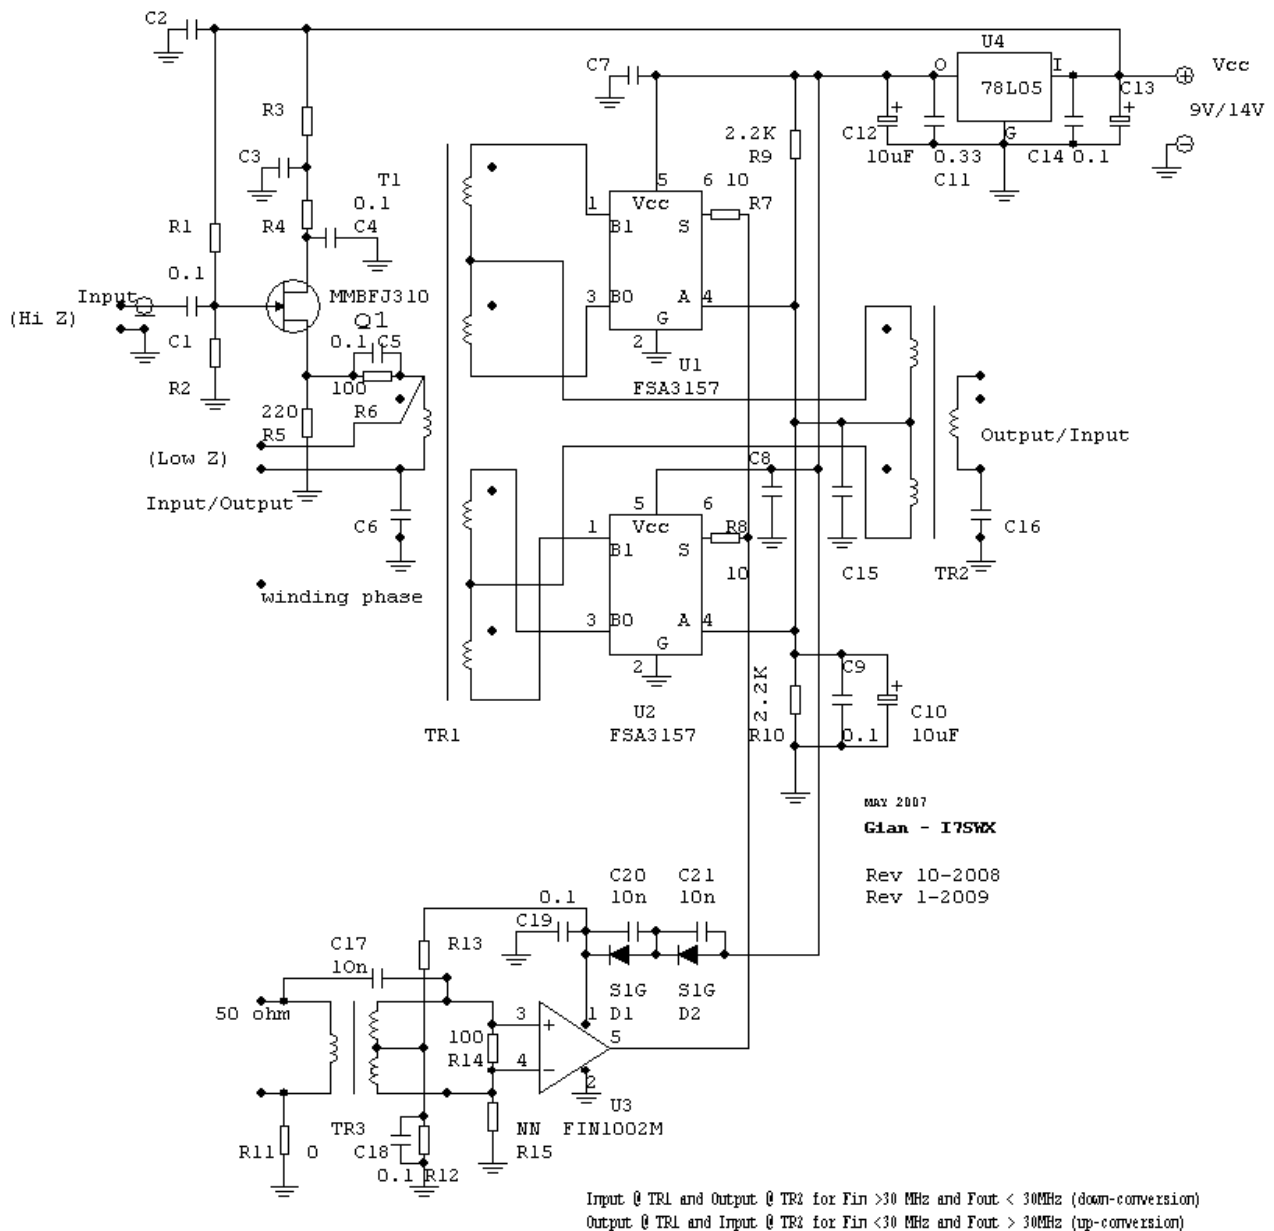 C2
U4
O
I
Vcc
C7
78L05
C13
9V/14V
R3
2.2K
R9
C12
10uF
G
0.33
C11
C14
0.1
C3
T1
0.1
C4
R4
R1
1
5
Vcc
6
10
R7
B1
S
0.1
Input
(Hi Z)
C1
MMBFJ310
Q1
3
B0
A
4
G
2
U1
FSA3157
0.1
C5
R2
100
R6
220
R5
(Low Z)
Input/Output
C6
Output/Input
C8
5
6
1
Vcc
R8
B1
S
10
C15
TR2
C16
winding phase
3
B0
A
4
G
2
U2
FSA3157
TR1
2.2K
R10
C9
0.1
C10
10uF
MAY 2007
Gian - I7SWX
Rev 10-2008
Rev 1-2009
C20
10n
C21
10n
0.1
C19
C17
10n
R13
S1G
D1
S1G
D2
50 ohm
3
+
1
5
100
R14
4
-
2
U3
FIN1002M
TR3
NN
R15
R11
0
C18
0.1
R12
Input @ TR1 and Output @ TR2 for Fin >30 MHz and Fout < 30MHz (down-conversion)
Output @ TR1 and Input @ TR2 for Fin <30 MHz and Fout > 30MHz (up-conversion)